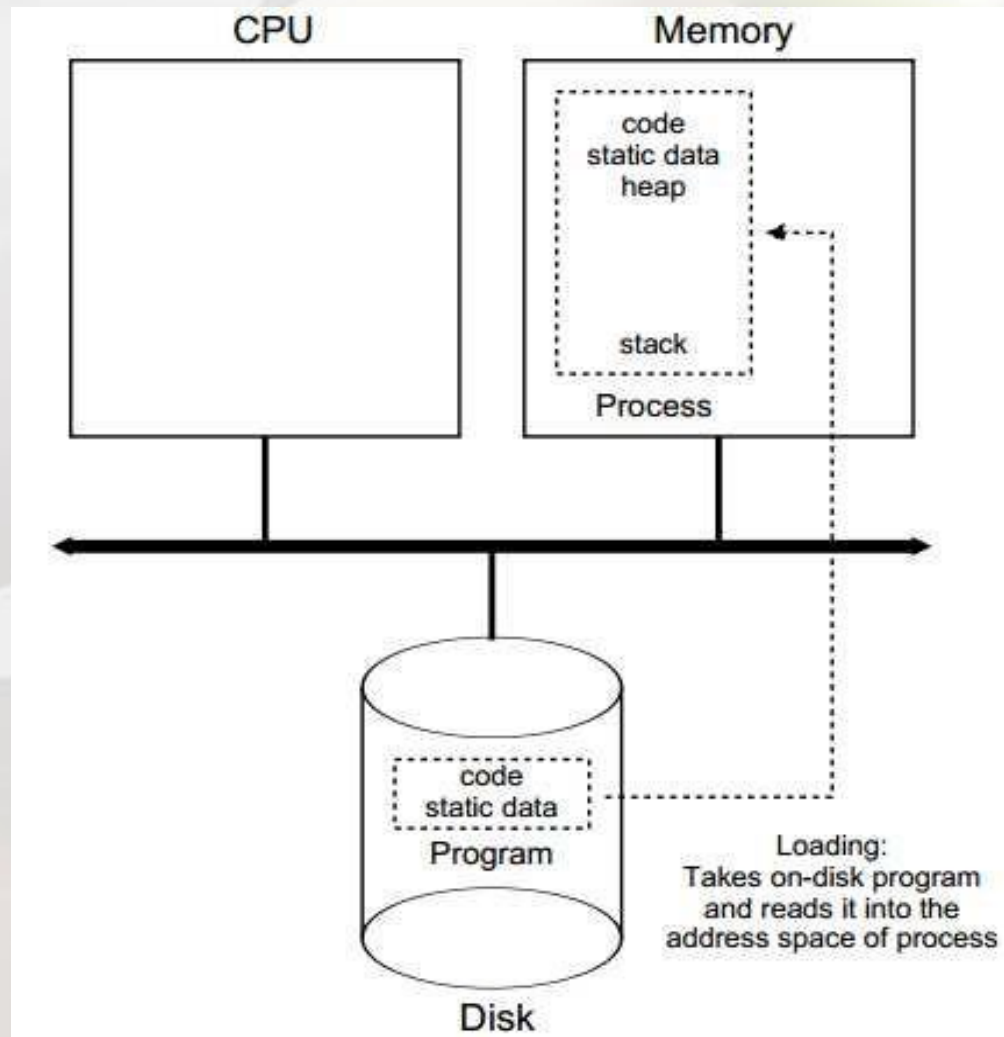 CPU
Memory
code
static data
heap
stack
Process
code
static data
Program
Loading:
Takes on-disk program
and reads it into the
address space of process
Disk